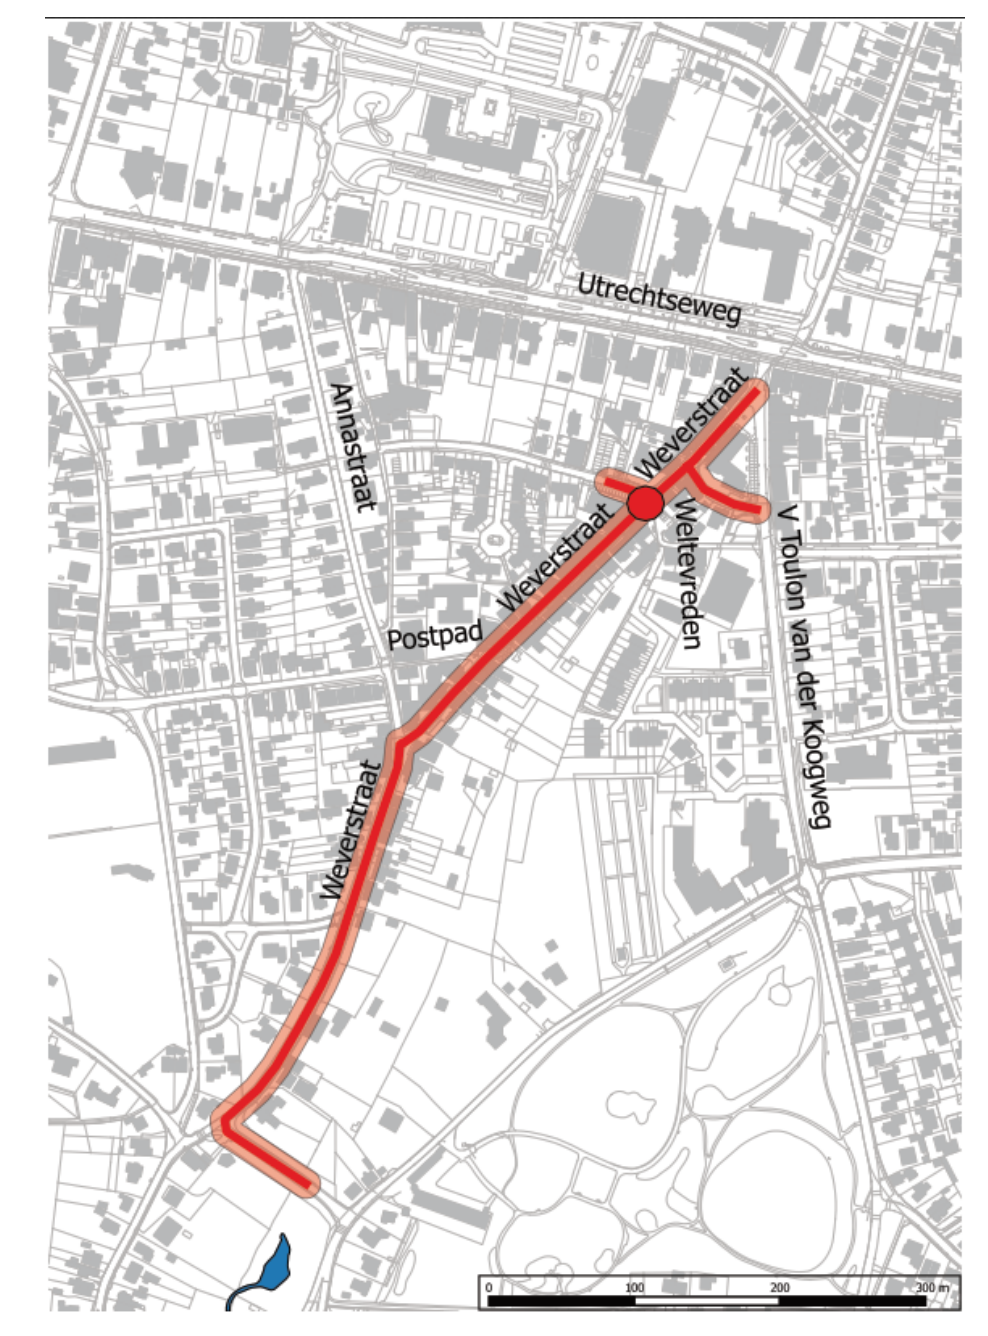 Utrechtseweg
Weverstraat
Annastraat
Weverstraat
Weltevreden
V Toulon van der Koogweg
Postpad
Weverstraat
0 100 200 300 m